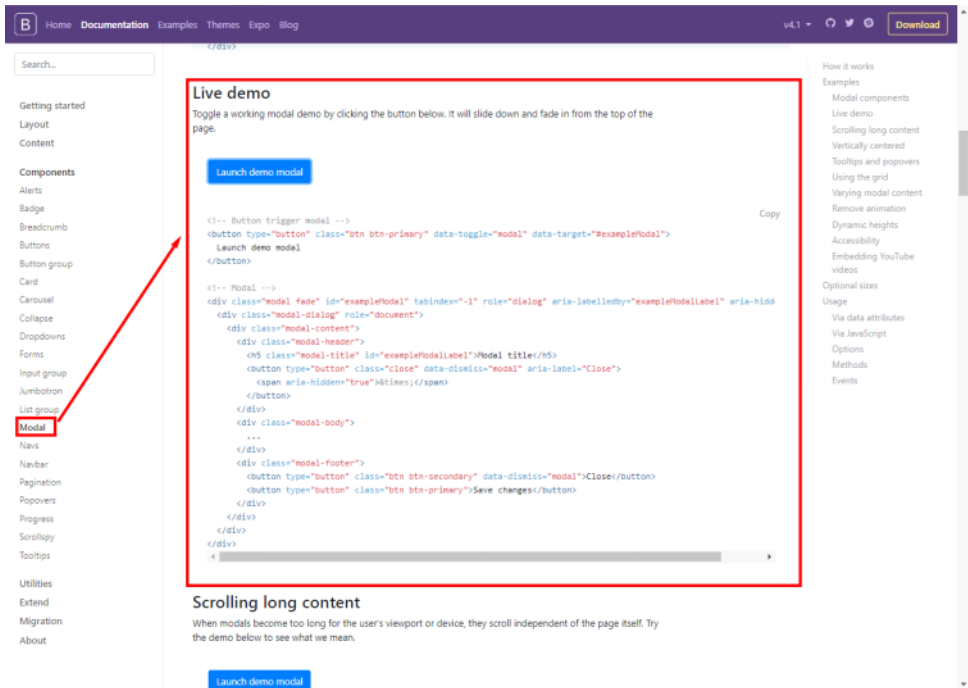 B Home Documentation Examples Themes Expo Blog v4.1 Download
Search...
Getting started
Layout
Content
Components
Alerts
Badge
Breadcrumb
Buttons
Button group
Card
Carousel
Collapse
Dropdowns
Forms
Input group
Jumbotron
List group
Modal
Navs
Navbar
Pagination
Popovers
Progress
Scrollspy
Tooltips
Utilities
Extend
Migration
About
</div>
Live demo
Toggle a working modal demo by clicking the button below. It will slide down and fade in from the top of the
page.
Launch demo modal
Copy
<!-- Button trigger modal -->
<button type="button" class="btn btn-primary" data-toggle="modal" data-target="#exampleModal">
  Launch demo modal
</button>
<!-- Modal -->
<div class="modal fade" id="exampleModal" tabindex="-1" role="dialog" aria-labelledby="exampleModalLabel" aria-hidd
  <div class="modal-dialog" role="document">
    <div class="modal-content">
      <div class="modal-header">
        <h5 class="modal-title" id="exampleModalLabel">Modal title</h5>
        <button type="button" class="close" data-dismiss="modal" aria-label="Close">
          <span aria-hidden="true">&times;</span>
        </button>
      </div>
      <div class="modal-body">
        ...
      </div>
      <div class="modal-footer">
        <button type="button" class="btn btn-secondary" data-dismiss="modal">Close</button>
        <button type="button" class="btn btn-primary">Save changes</button>
      </div>
    </div>
  </div>
</div>
Scrolling long content
When modals become too long for the user's viewport or device, they scroll independent of the page itself. Try
the demo below to see what we mean.
Launch demo modal
How it works
Examples
Modal components
Live demo
Scrolling long content
Vertically centered
Tooltips and popovers
Using the grid
Varying modal content
Remove animation
Dynamic heights
Accessibility
Embedding YouTube
videos
Optional sizes
Usage
Via data attributes
Via JavaScript
Options
Methods
Events